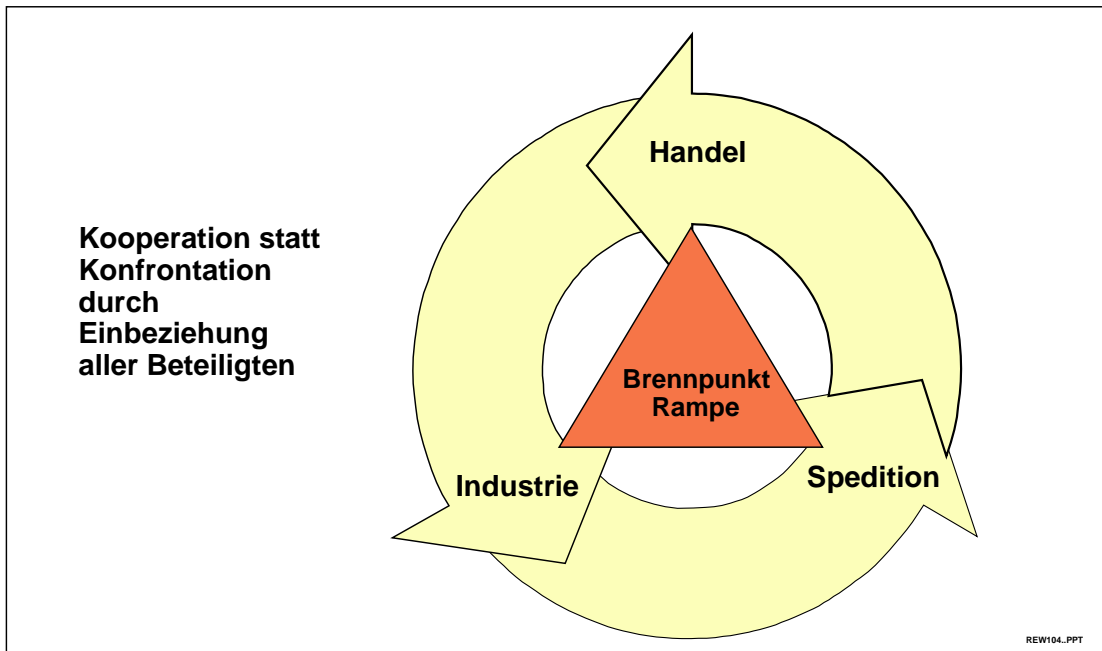 Handel
Kooperation statt
Konfrontation
durch
Einbeziehung
aller Beteiligten
Brennpunkt
Rampe
Industrie
Spedition
REW104..PPT